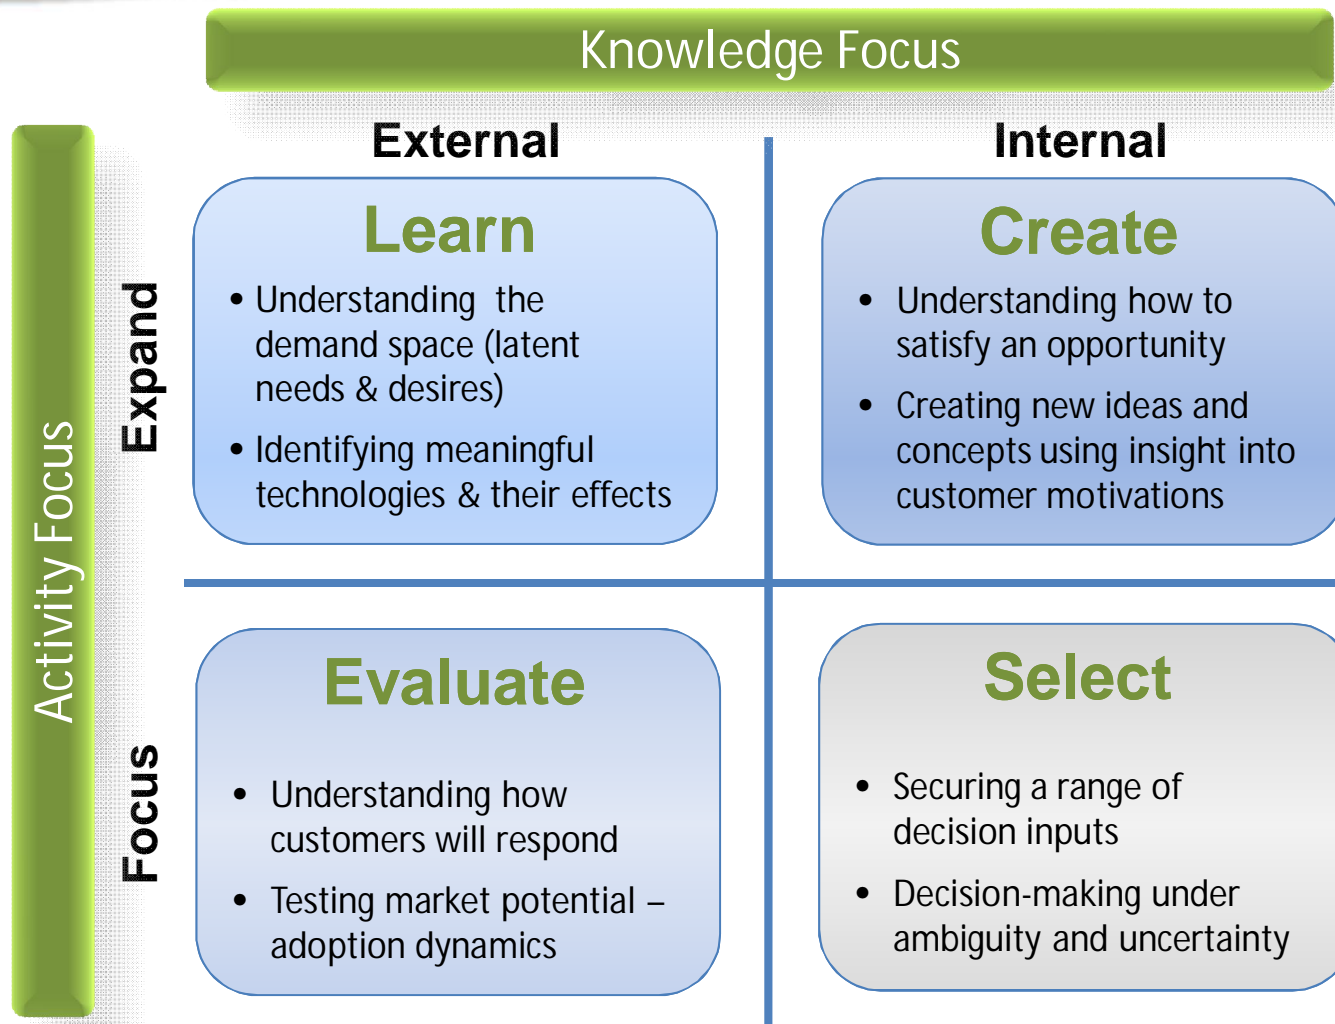 Knowledge Focus
External
Internal
Activity Focus
Expand
Learn
• Understanding the
demand space (latent
needs & desires)
• Identifying meaningful
technologies & their effects
Create
• Understanding how to
satisfy an opportunity
• Creating new ideas and
concepts using insight into
customer motivations
Focus
Evaluate
• Understanding how
customers will respond
• Testing market potential –
adoption dynamics
Select
• Securing a range of
decision inputs
• Decision-making under
ambiguity and uncertainty